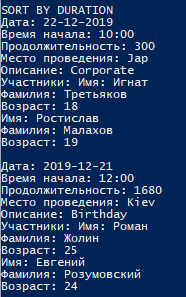 SORT BY DURATION
Дата: 22-12-2019
Время начала: 10:00
Продолжительность: 300
Место проведения: Jap
Описание: Corporate
Участники: Имя: Игнат
Фамилия: Третьяков
Возраст: 18
Имя: Ростислав
Фамилия: Малахов
Возраст: 19
Дата: 2019-12-21
Время начала: 12:00
Продолжительность: 1680
Место проведения: Kiev
Описание: Birthday
Участники: Имя: Роман
Фамилия: Жолин
Возраст: 25
Имя: Евгений
Фамилия: Розумовский
Возраст: 24